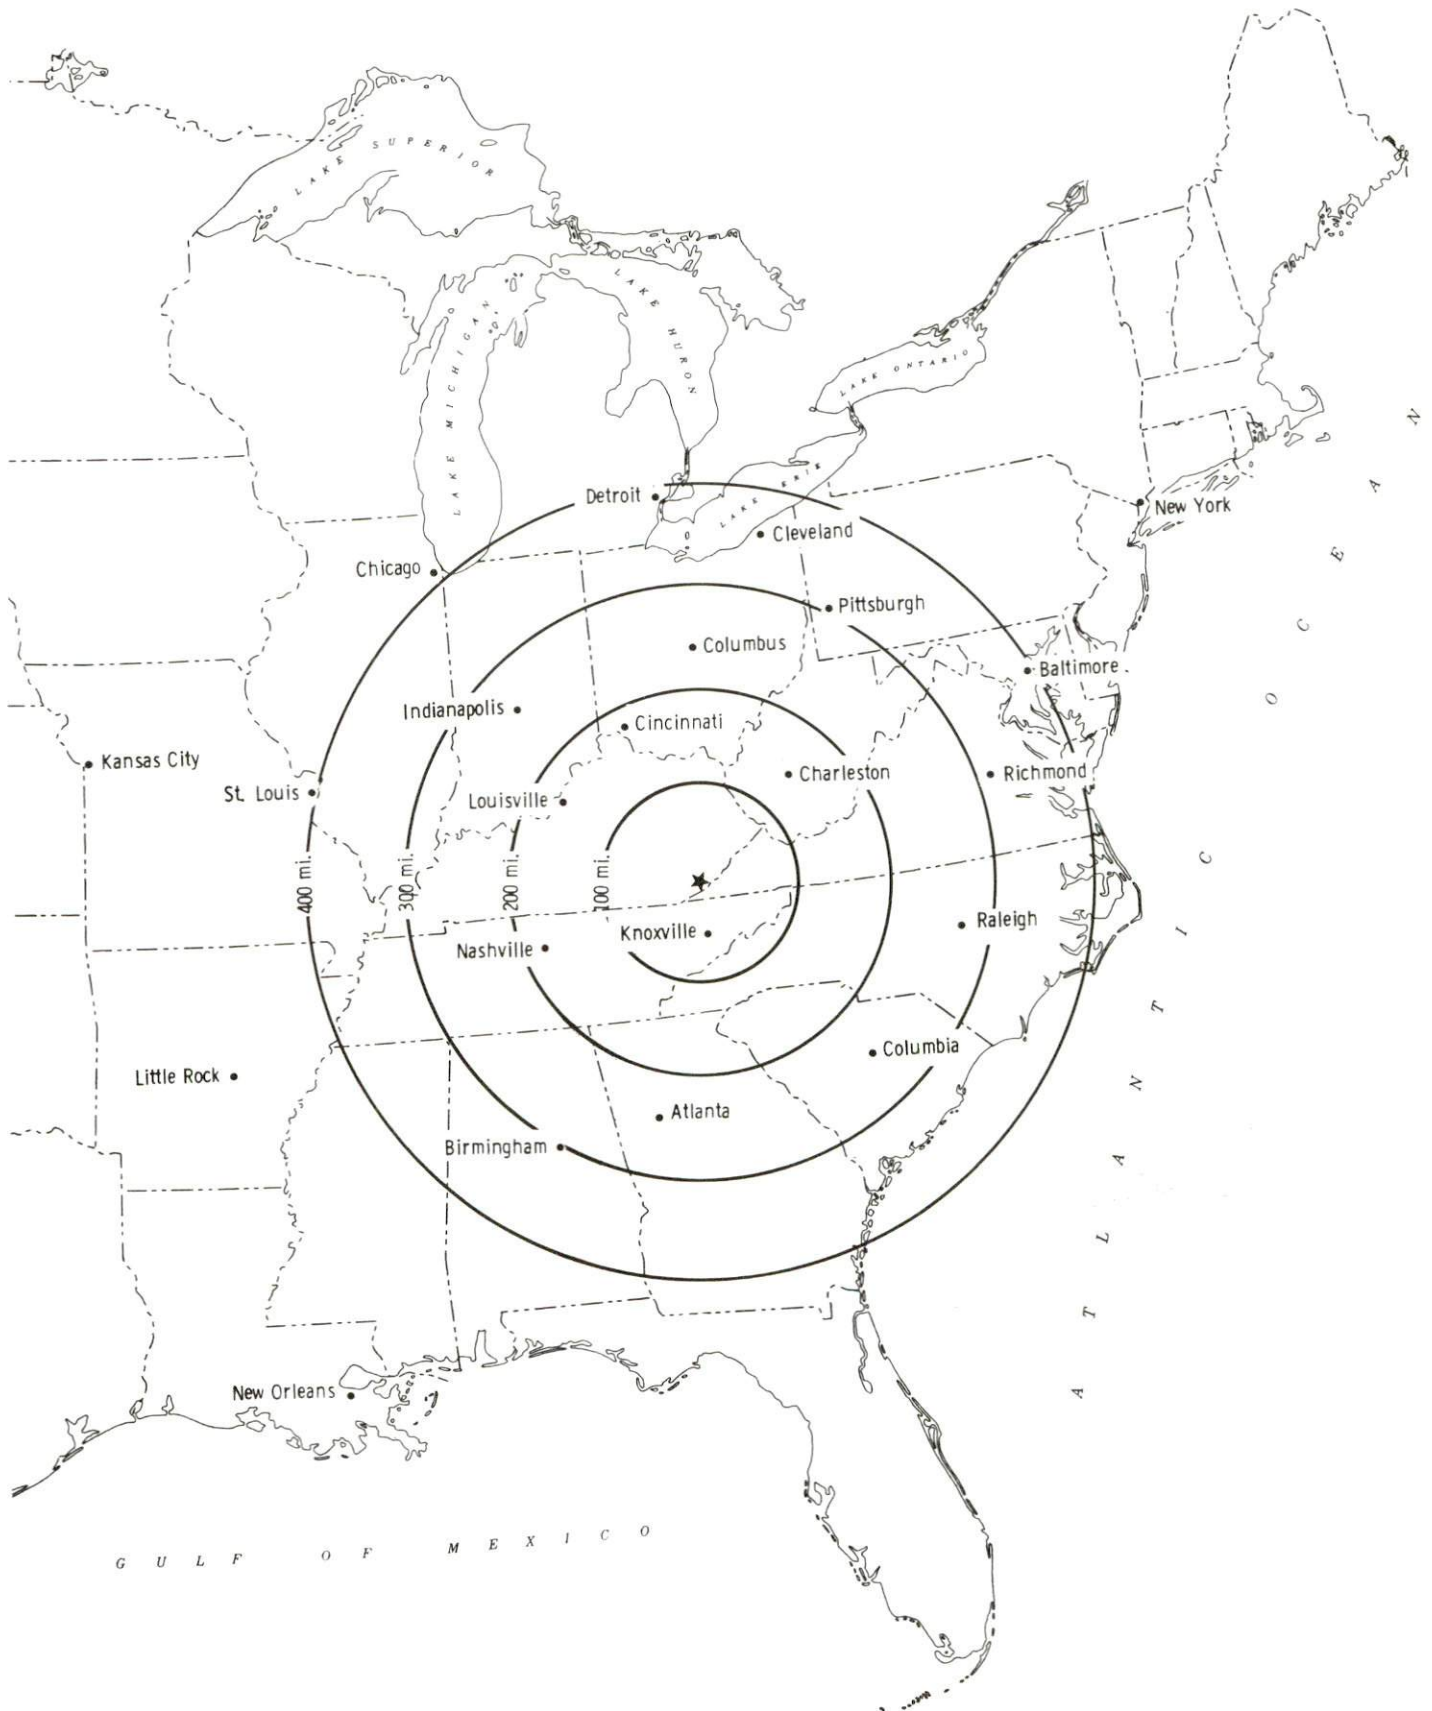 LAKE SUPERIOR
LAKE MICHIGAN
LAKE HURON
LAKE ONTARIO
LAKE ERIE
Detroit
New York
Cleveland
Chicago
Pittsburgh
Columbus
Baltimore
Indianapolis
Cincinnati
Kansas City
Charleston
Richmond
St. Louis
Louisville
400 mi.
300 mi.
200 mi.
100 mi.
Raleigh
Knoxville
Nashville
Columbia
Little Rock
Atlanta
Birmingham
New Orleans
ATLANTIC OCEAN
GULF OF MEXICO